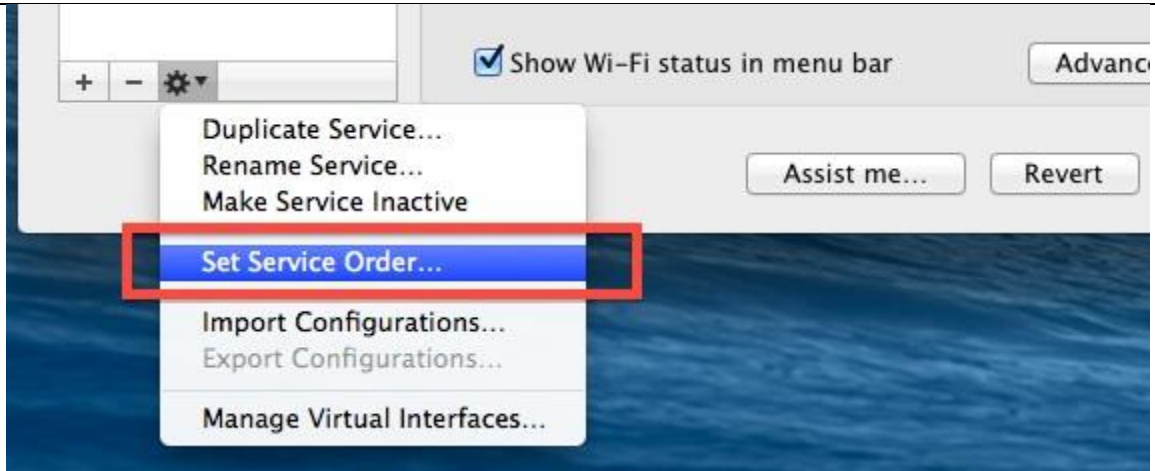 Show Wi-Fi status in menu bar
Advanc
+ −
Duplicate Service...
Rename Service...
Make Service Inactive
Assist me...
Revert
Set Service Order...
Import Configurations...
Export Configurations...
Manage Virtual Interfaces...